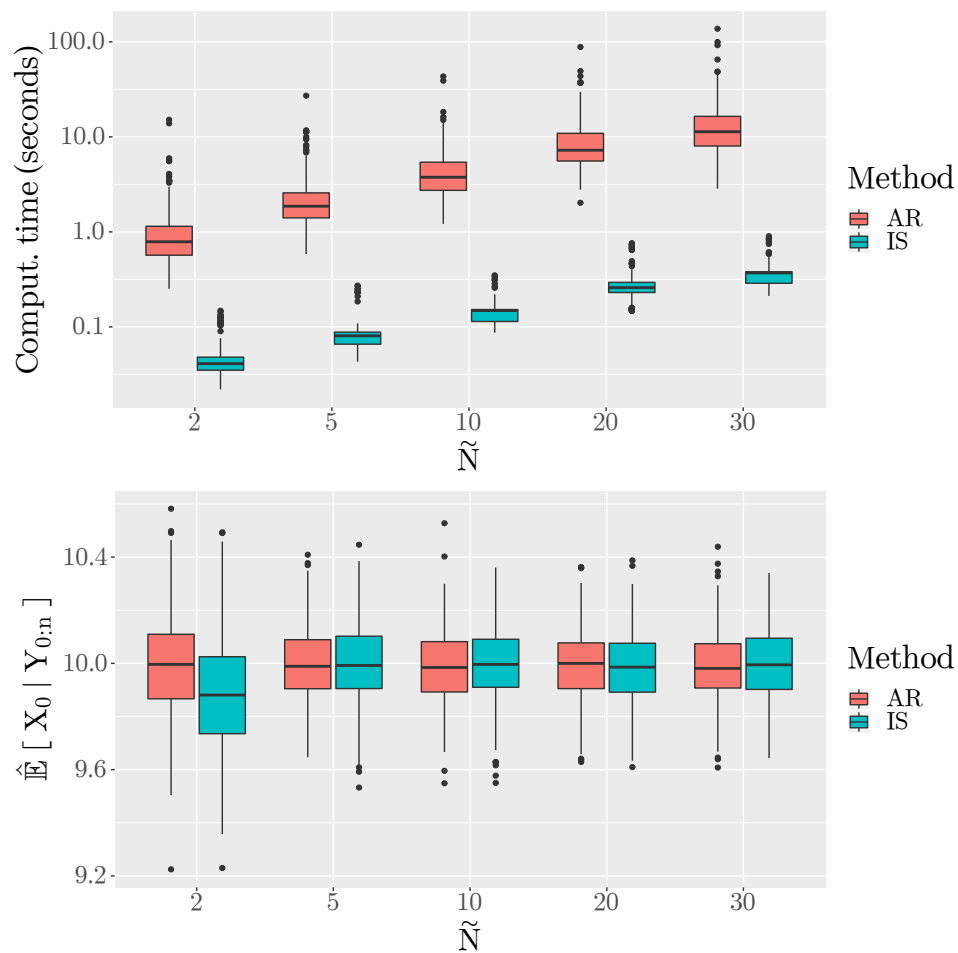 Comput. time (seconds)
100.0
10.0
1.0
0.1
2 5 10 20 30
Ñ
Method
AR
IS
𝔼̂ [ X₀ | Y₀:ₙ ]
10.4
10.0
9.6
9.2
2 5 10 20 30
Ñ
Method
AR
IS